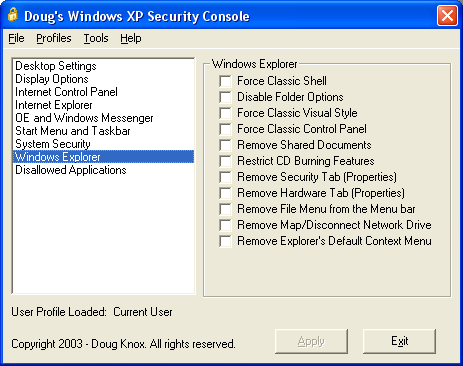 Doug's Windows XP Security Console
File Profiles Tools Help
Desktop Settings
Display Options
Internet Control Panel
Internet Explorer
OE and Windows Messenger
Start Menu and Taskbar
System Security
Windows Explorer
Disallowed Applications
Windows Explorer
Force Classic Shell
Disable Folder Options
Force Classic Visual Style
Force Classic Control Panel
Remove Shared Documents
Restrict CD Burning Features
Remove Security Tab (Properties)
Remove Hardware Tab (Properties)
Remove File Menu from the Menu bar
Remove Map/Disconnect Network Drive
Remove Explorer's Default Context Menu
User Profile Loaded: Current User
Copyright 2003 - Doug Knox. All rights reserved.
Apply
Exit